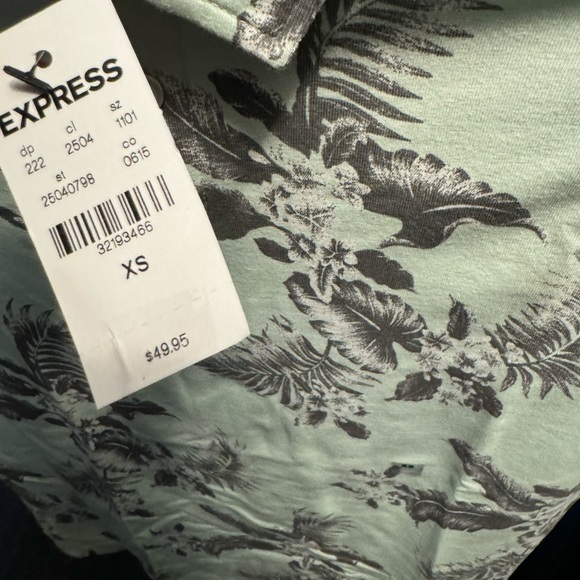 EXPRESS
dp cl sz
222 2504 1101
st co
25040798 0615
32193466
XS
$49.95